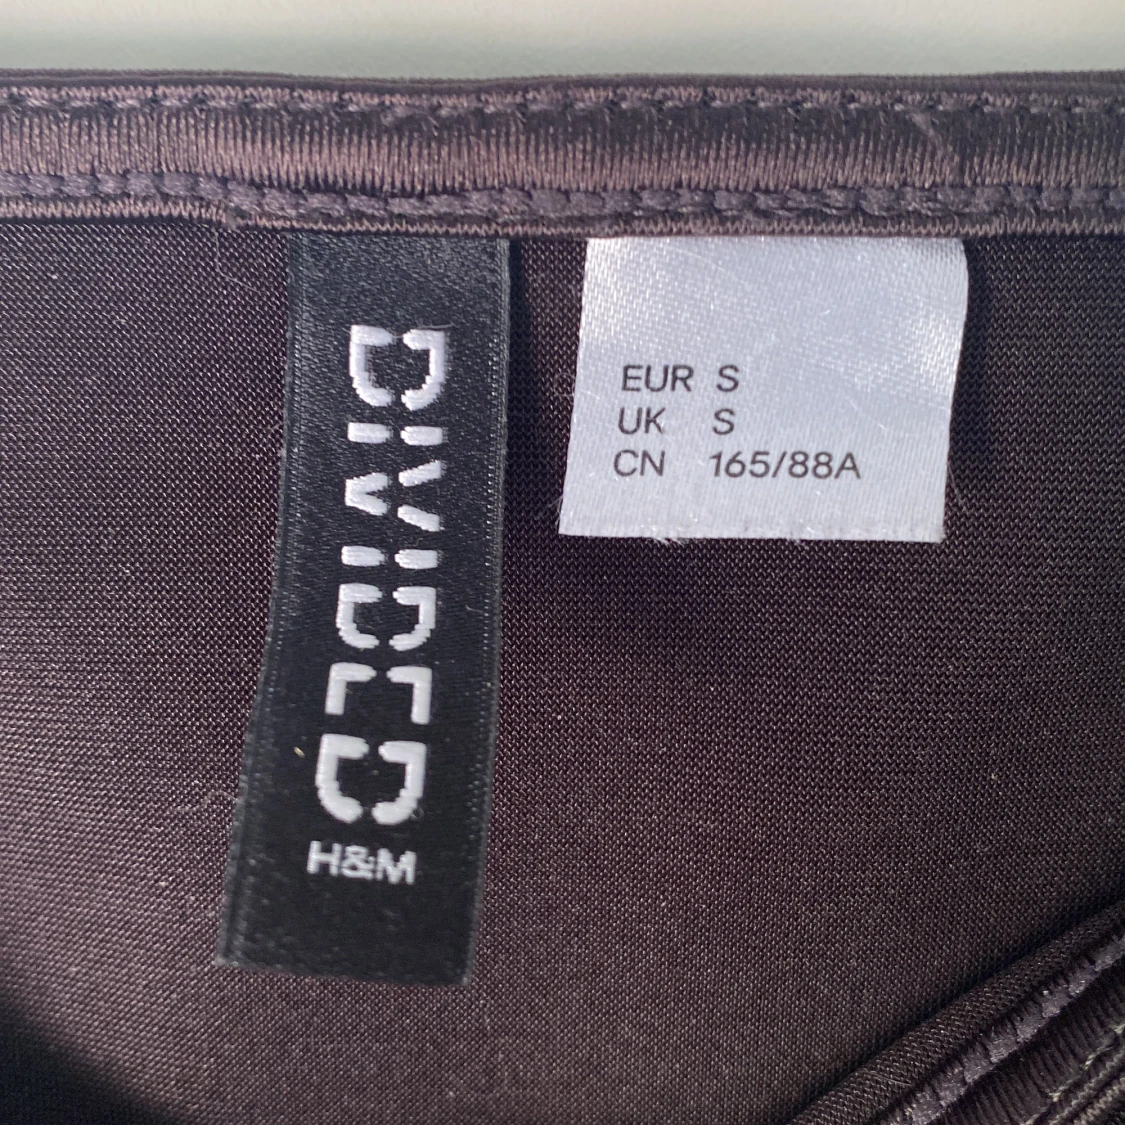 DIVIDED
H&M
EUR S
UK S
CN 165/88A